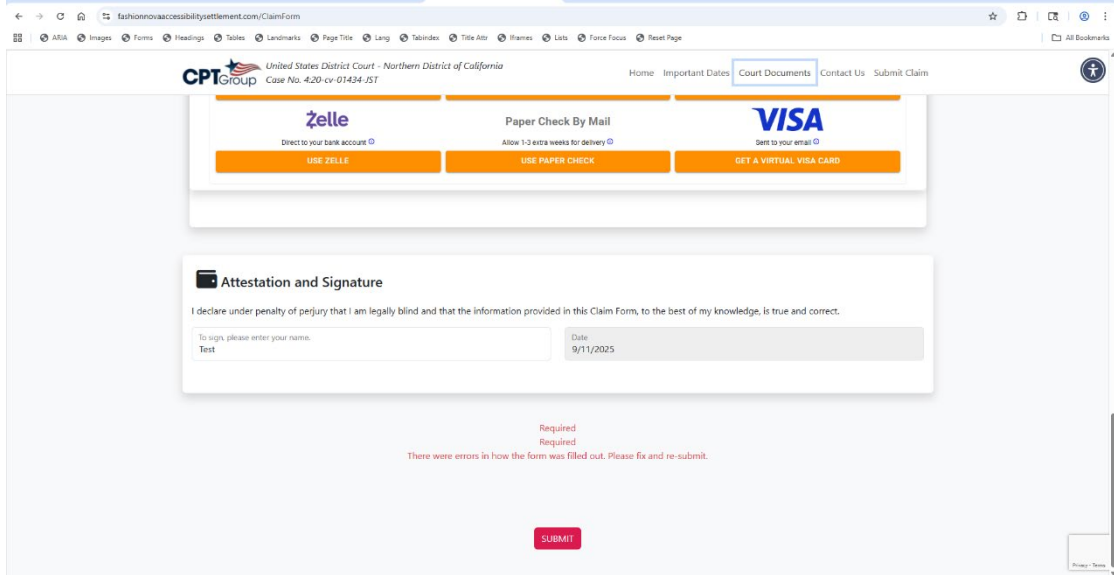 fashionnovaaccessibilitysettlement.com/ClaimForm
ARIA Images Forms Headings Tables Landmarks Page Title Lang Tabindex Title Attr Iframes Lists Force Focus Reset Page All Bookmarks
CPTGroup
United States District Court - Northern District of California
Case No. 4:20-cv-01434-JST
Home Important Dates Court Documents Contact Us Submit Claim
Zelle Paper Check By Mail VISA
Direct to your bank account Allow 1-3 extra weeks for delivery Sent to your email
USE ZELLE USE PAPER CHECK GET A VIRTUAL VISA CARD
Attestation and Signature
I declare under penalty of perjury that I am legally blind and that the information provided in this Claim Form, to the best of my knowledge, is true and correct.
To sign, please enter your name. Date
Test 9/11/2025
Required
Required
There were errors in how the form was filled out. Please fix and re-submit.
SUBMIT
Privacy - Terms